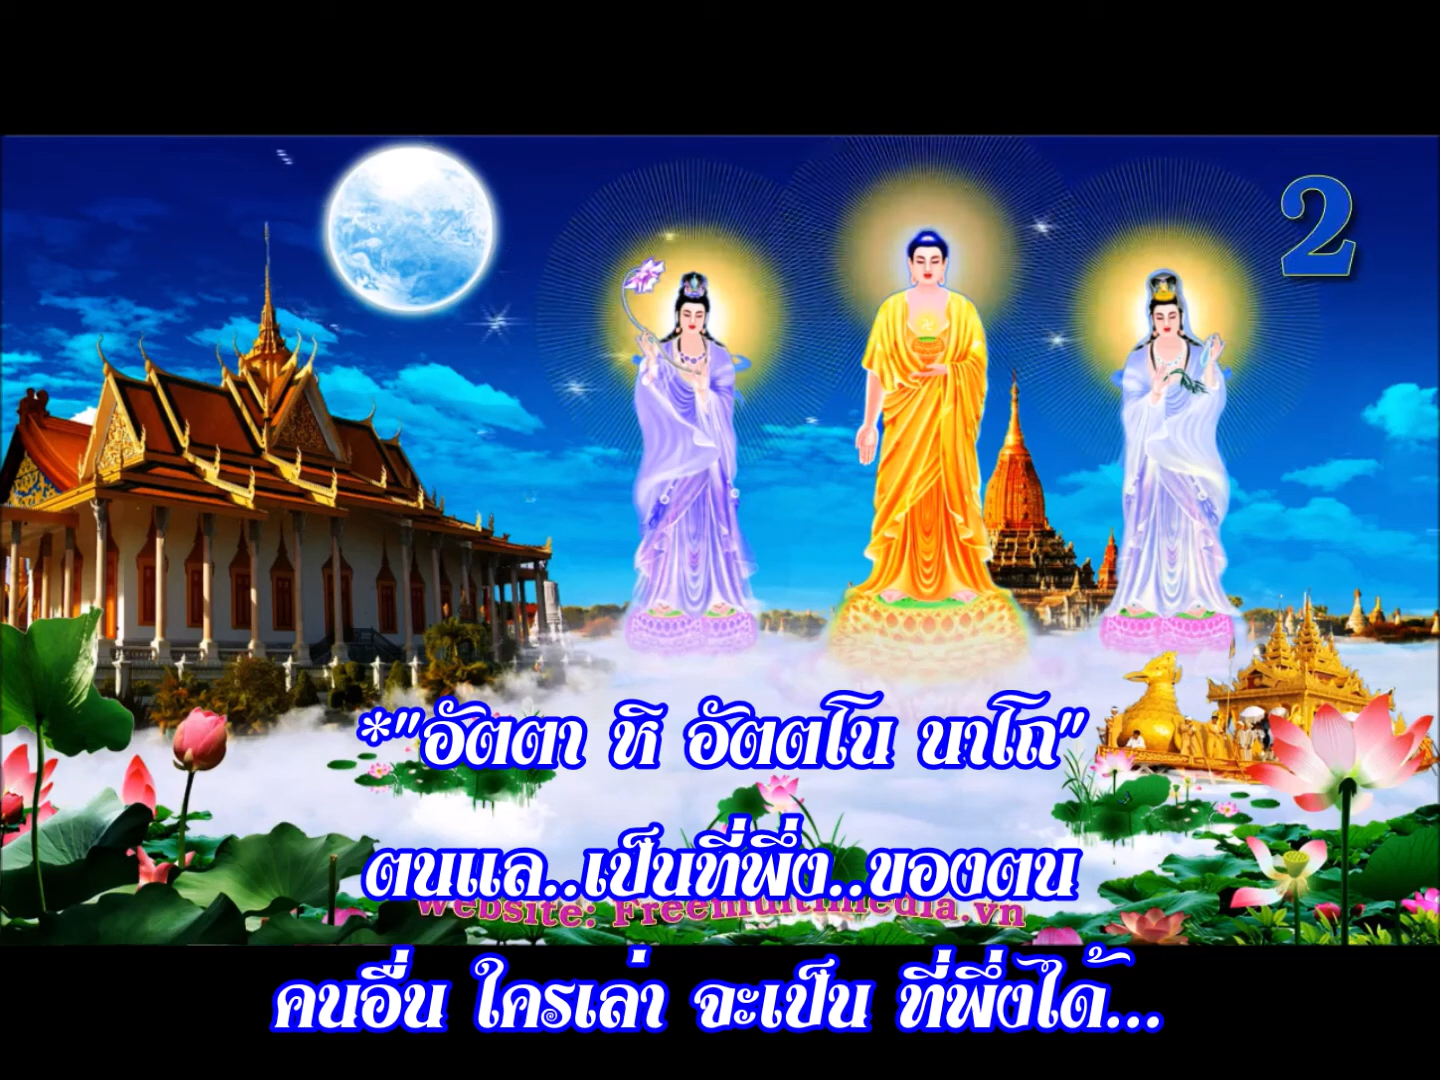 2
*"อัตตา หิ อัตตโน นาโถ"
ตนแล..เป็นที่พึ่ง..ของตน
website: Freemultimedia.vn
คนอื่น ใครเล่า จะเป็น ที่พึ่งได้...